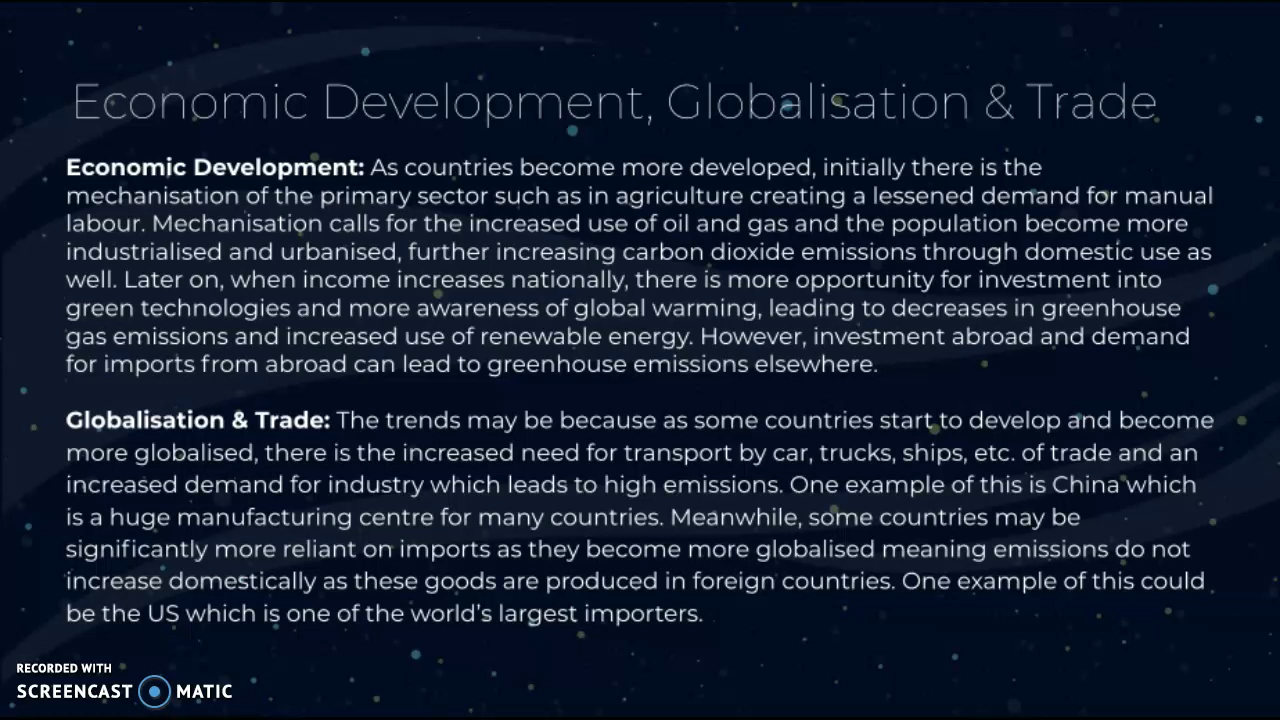 Economic Development, Globalisation & Trade
Economic Development: As countries become more developed, initially there is the
mechanisation of the primary sector such as in agriculture creating a lessened demand for manual
labour. Mechanisation calls for the increased use of oil and gas and the population become more
industrialised and urbanised, further increasing carbon dioxide emissions through domestic use as
well. Later on, when income increases nationally, there is more opportunity for investment into
green technologies and more awareness of global warming, leading to decreases in greenhouse
gas emissions and increased use of renewable energy. However, investment abroad and demand
for imports from abroad can lead to greenhouse emissions elsewhere.
Globalisation & Trade: The trends may be because as some countries start to develop and become
more globalised, there is the increased need for transport by car, trucks, ships, etc. of trade and an
increased demand for industry which leads to high emissions. One example of this is China which
is a huge manufacturing centre for many countries. Meanwhile, some countries may be
significantly more reliant on imports as they become more globalised meaning emissions do not
increase domestically as these goods are produced in foreign countries. One example of this could
be the US which is one of the world's largest importers.
RECORDED WITH
SCREENCAST MATIC